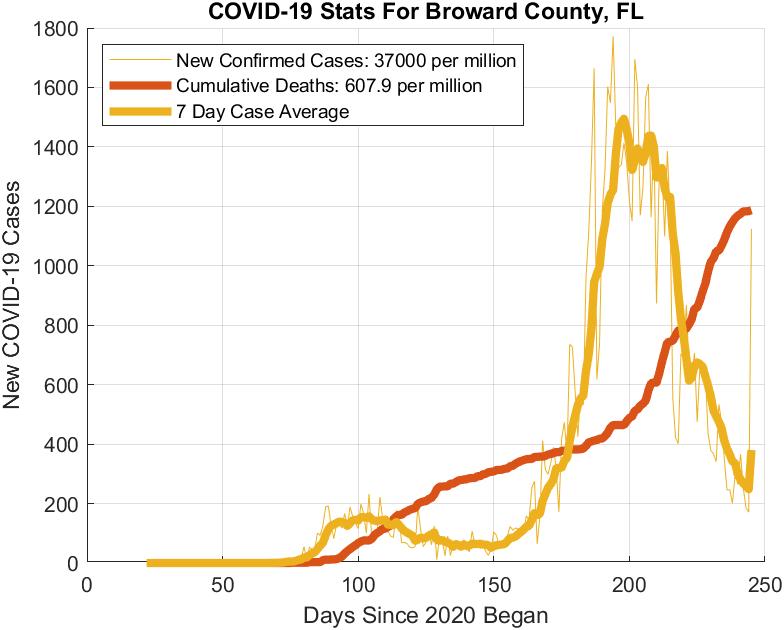 COVID-19 Stats For Broward County, FL
1800
1600
1400
1200
1000
800
600
400
200
0
New Confirmed Cases: 37000 per million
Cumulative Deaths: 607.9 per million
7 Day Case Average
New COVID-19 Cases
0 50 100 150 200 250
Days Since 2020 Began